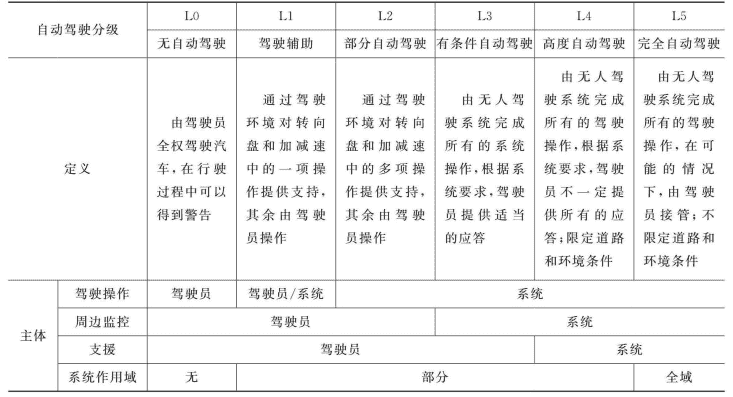 自动驾驶分级
L0 L1 L2 L3 L4 L5
无自动驾驶 驾驶辅助 部分自动驾驶 有条件自动驾驶 高度自动驾驶 完全自动驾驶
定义
由驾驶员
全权驾驶汽
车,在行驶
过程中可以
得到警告
通过驾驶
环境对转向
盘和加减速
中的一项操
作提供支持,
其余由驾驶
员操作
通过驾驶
环境对转向
盘和加减速
中的多项操
作提供支持,
其余由驾驶
员操作
由无人驾
驶系统完成
所有的系统
操作,根据系
统要求,驾驶
员提供适当
的应答
由无人驾
驶系统完成
所有的驾驶
操作,根据系
统要求,驾驶
员不一定提
供所有的应
答;限定道路
和环境条件
由无人驾
驶系统完成
所有的驾驶
操作,在可
能的情况
下,由驾驶
员接管;不
限定道路和
环境条件
主体
驾驶操作 驾驶员 驾驶员/系统 系统
周边监控 驾驶员 系统
支援 驾驶员 系统
系统作用域 无 部分 全域